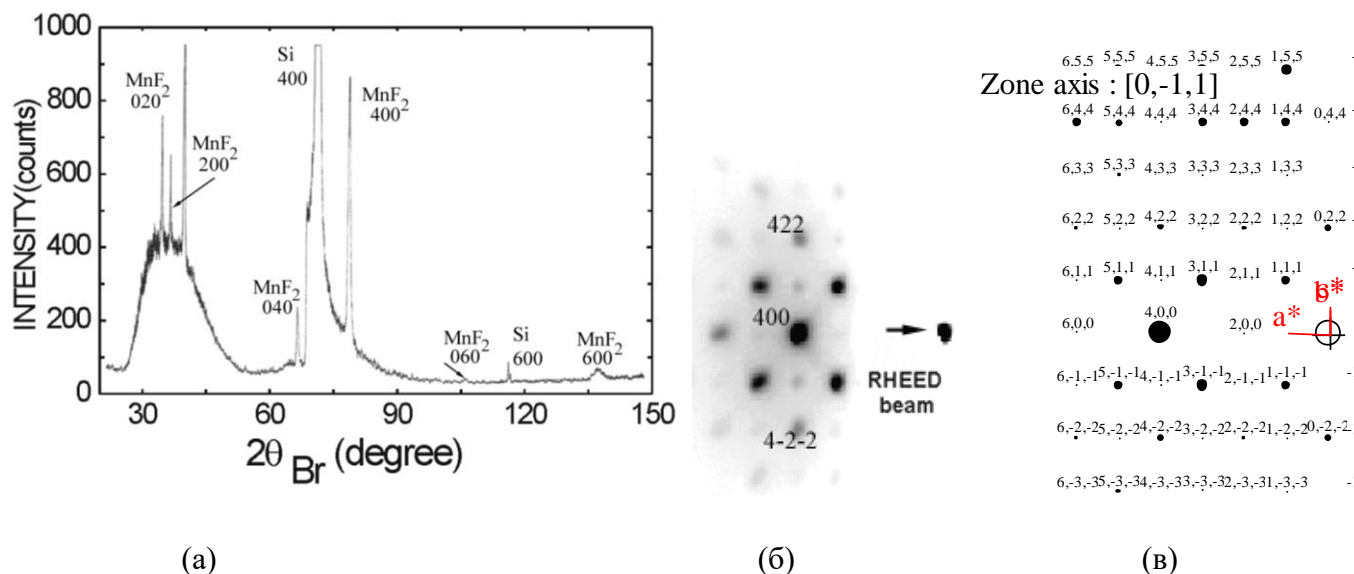 1000
900
800
700
600
500
400
300
200
100
0
30
60
90
120
150
INTENSITY(counts)
2θ Br (degree)
MnF2
020
MnF2
200
MnF2
040
Si
400
MnF2
400
MnF2
060
Si
600
MnF2
600
422
400
4-2-2
RHEED
beam
6,5,5 5,5,5 4,5,5 3,5,5 2,5,5 1,5,5
Zone axis : [0,-1,1]
6,4,4 5,4,4 4,4,4 3,4,4 2,4,4 1,4,4 0,4,4
6,3,3 5,3,3 4,3,3 3,3,3 2,3,3 1,3,3
6,2,2 5,2,2 4,2,2 3,2,2 2,2,2 1,2,2 0,2,2
6,1,1 5,1,1 4,1,1 3,1,1 2,1,1 1,1,1
6,0,0 4,0,0 2,0,0
a* b*
6,-1,-1 5,-1,-1 4,-1,-1 3,-1,-1 2,-1,-1 1,-1,-1
6,-2,-2 5,-2,-2 4,-2,-2 3,-2,-2 2,-2,-2 1,-2,-2 0,-2,-2
6,-3,-3 5,-3,-3 4,-3,-3 3,-3,-3 2,-3,-3 1,-3,-3
(а) (б) (в)